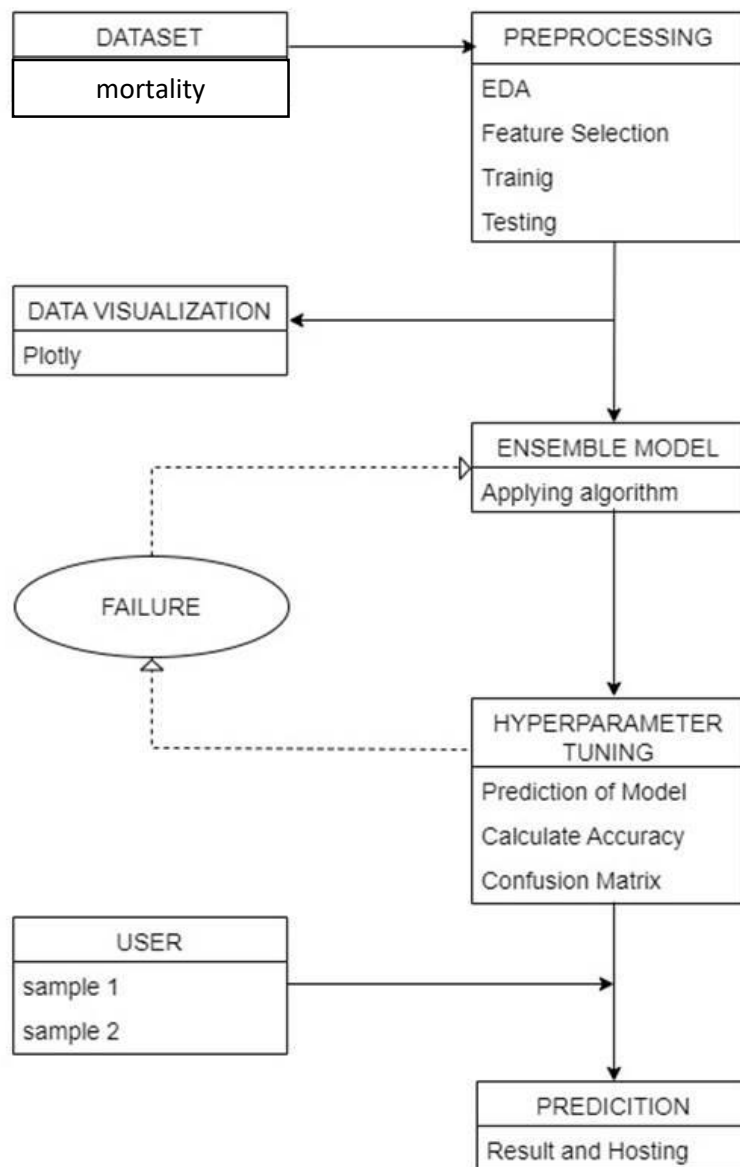 DATASET
mortality
PREPROCESSING
EDA
Feature Selection
Trainig
Testing
DATA VISUALIZATION
Plotly
ENSEMBLE MODEL
Applying algorithm
FAILURE
HYPERPARAMETER
TUNING
Prediction of Model
Calculate Accuracy
Confusion Matrix
USER
sample 1
sample 2
PREDICITION
Result and Hosting